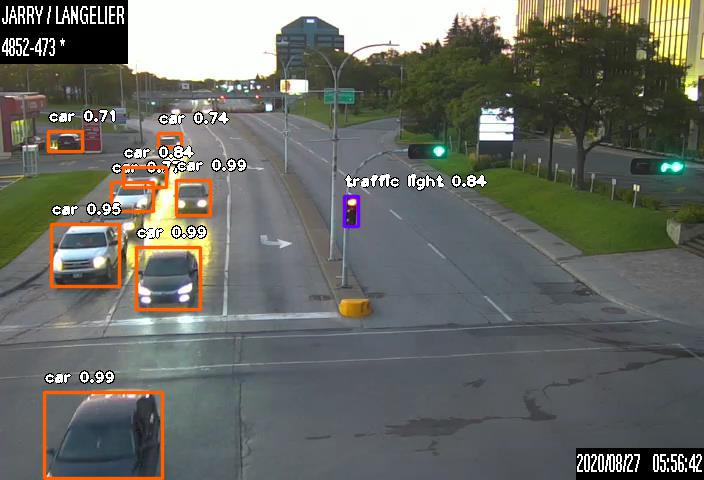 JARRY / LANGELIER
4852-473 *
car 0.71
car 0.74
car 0.84
car 0.99
traffic light 0.84
car 0.95
car 0.99
car 0.99
2020/08/27 05:56:42